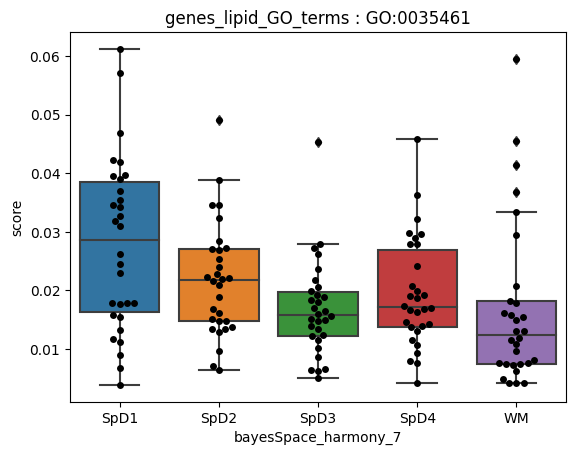 genes_lipid_GO_terms : GO:0035461
0.06
0.05
0.04
0.03
0.02
0.01
score
SpD1 SpD2 SpD3 SpD4 WM
bayesSpace_harmony_7